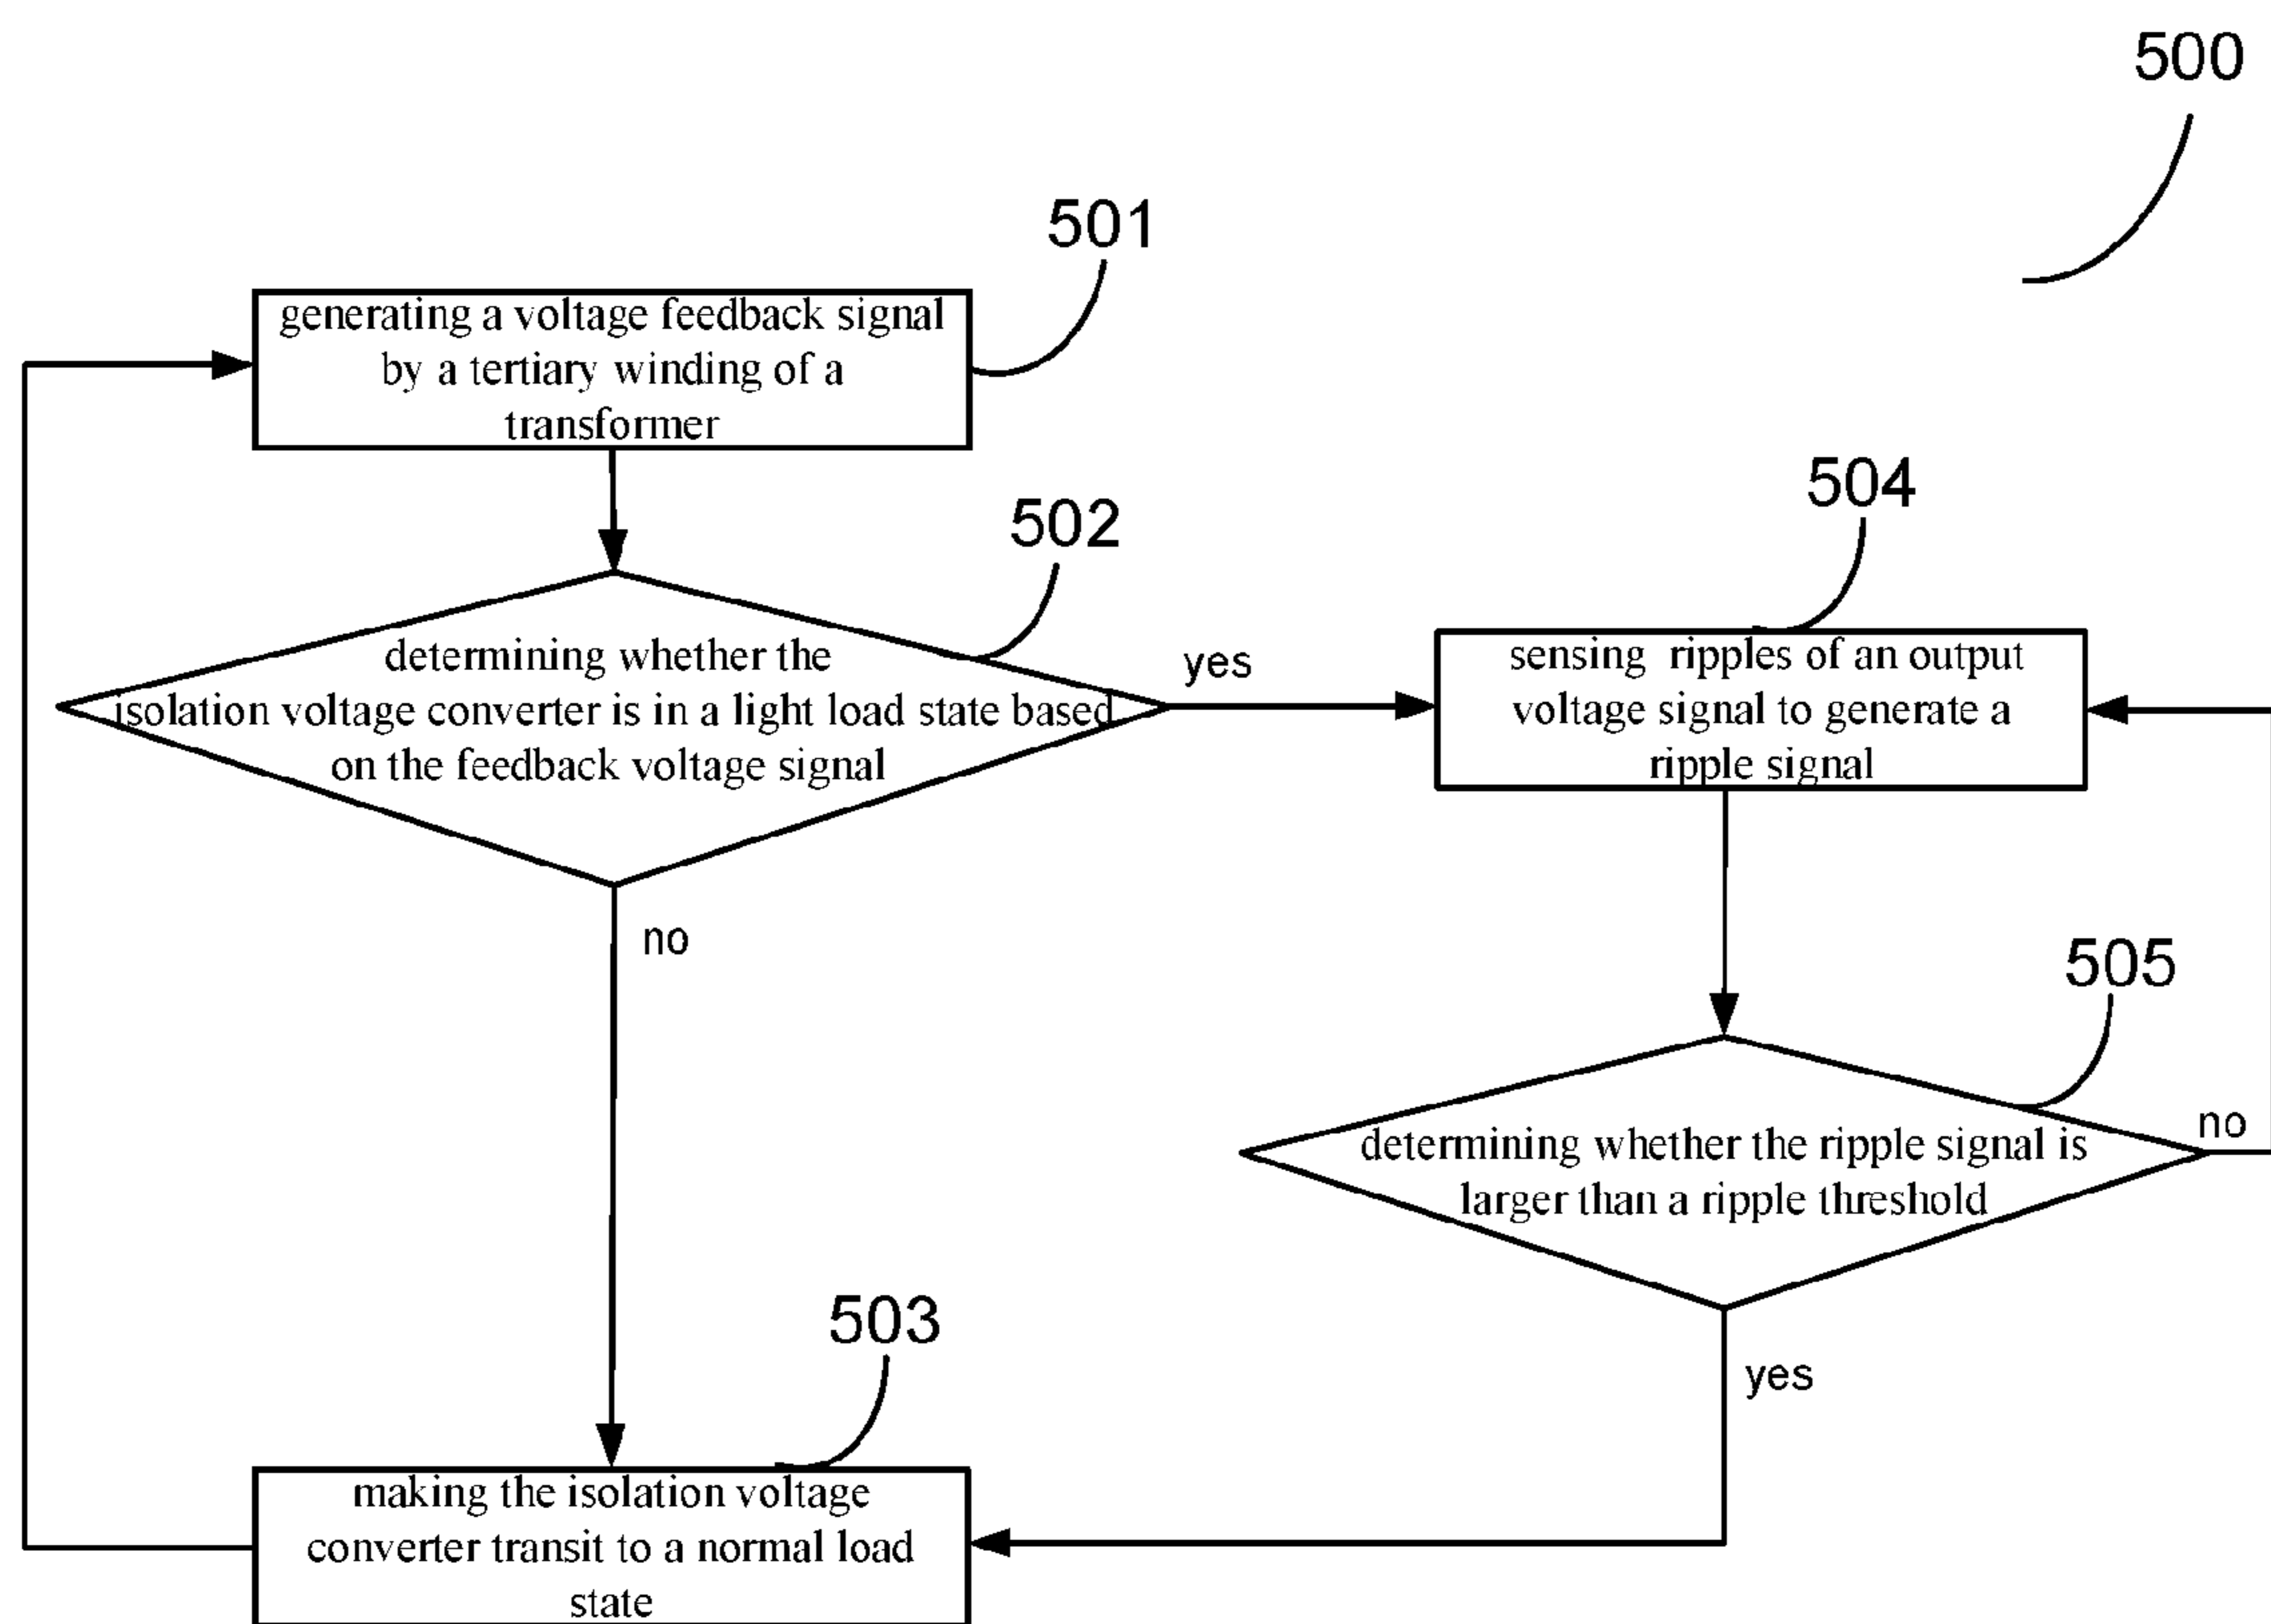 500
501
generating a voltage feedback signal
by a tertiary winding of a
transformer
502
determining whether the
isolation voltage converter is in a light load state based
on the feedback voltage signal
yes
no
504
sensing ripples of an output
voltage signal to generate a
ripple signal
505
determining whether the ripple signal is
larger than a ripple threshold
no
yes
503
making the isolation voltage
converter transit to a normal load
state